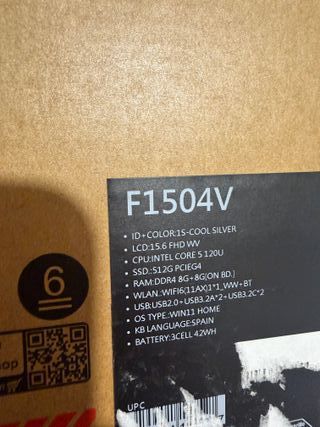 F1504V
• ID+COLOR:1S-COOL SILVER
• LCD:15.6 FHD WV
• CPU:INTEL CORE 5 120U
• SSD.:512G PCIEG4
• RAM:DDR4 8G+8G(ON BD.)
• WLAN.:WIFI6(11AX)1*1_WW+BT
• USB:USB2.0+USB3.2A*2+USB3.2C*2
• OS TYPE:WIN11 HOME
• KB LANGUAGE:SPAIN
• BATTERY:3CELL 42WH
6
UPC